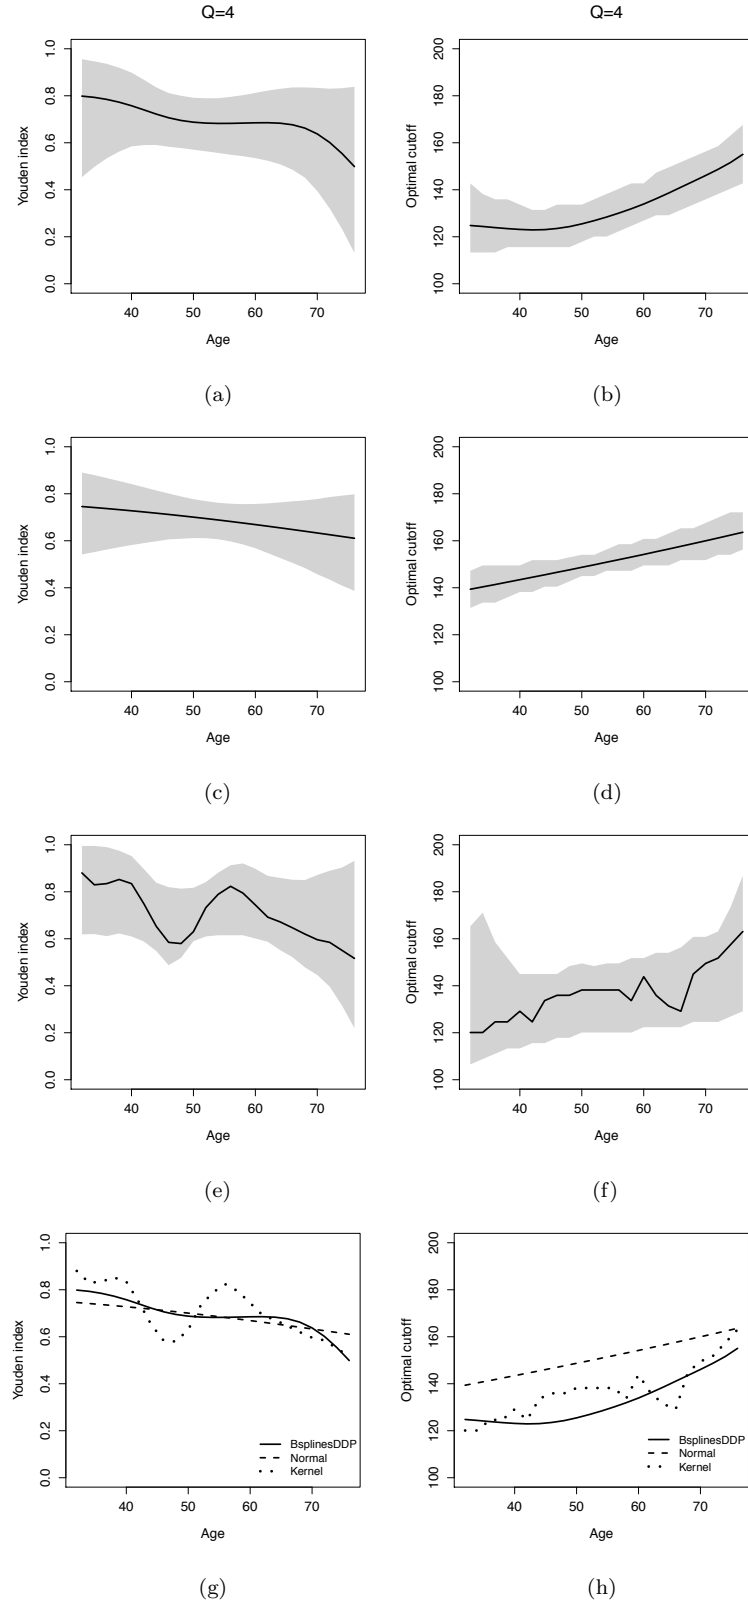 Q=4
Q=4
Youden index
0.0 0.2 0.4 0.6 0.8 1.0
40 50 60 70
Age
Optimal cutoff
100 120 140 160 180 200
40 50 60 70
Age
(a)
(b)
Youden index
0.0 0.2 0.4 0.6 0.8 1.0
40 50 60 70
Age
Optimal cutoff
100 120 140 160 180 200
40 50 60 70
Age
(c)
(d)
Youden index
0.0 0.2 0.4 0.6 0.8 1.0
40 50 60 70
Age
Optimal cutoff
100 120 140 160 180 200
40 50 60 70
Age
(e)
(f)
Youden index
0.0 0.2 0.4 0.6 0.8 1.0
BsplinesDDP
Normal
Kernel
40 50 60 70
Age
Optimal cutoff
100 120 140 160 180 200
BsplinesDDP
Normal
Kernel
40 50 60 70
Age
(g)
(h)